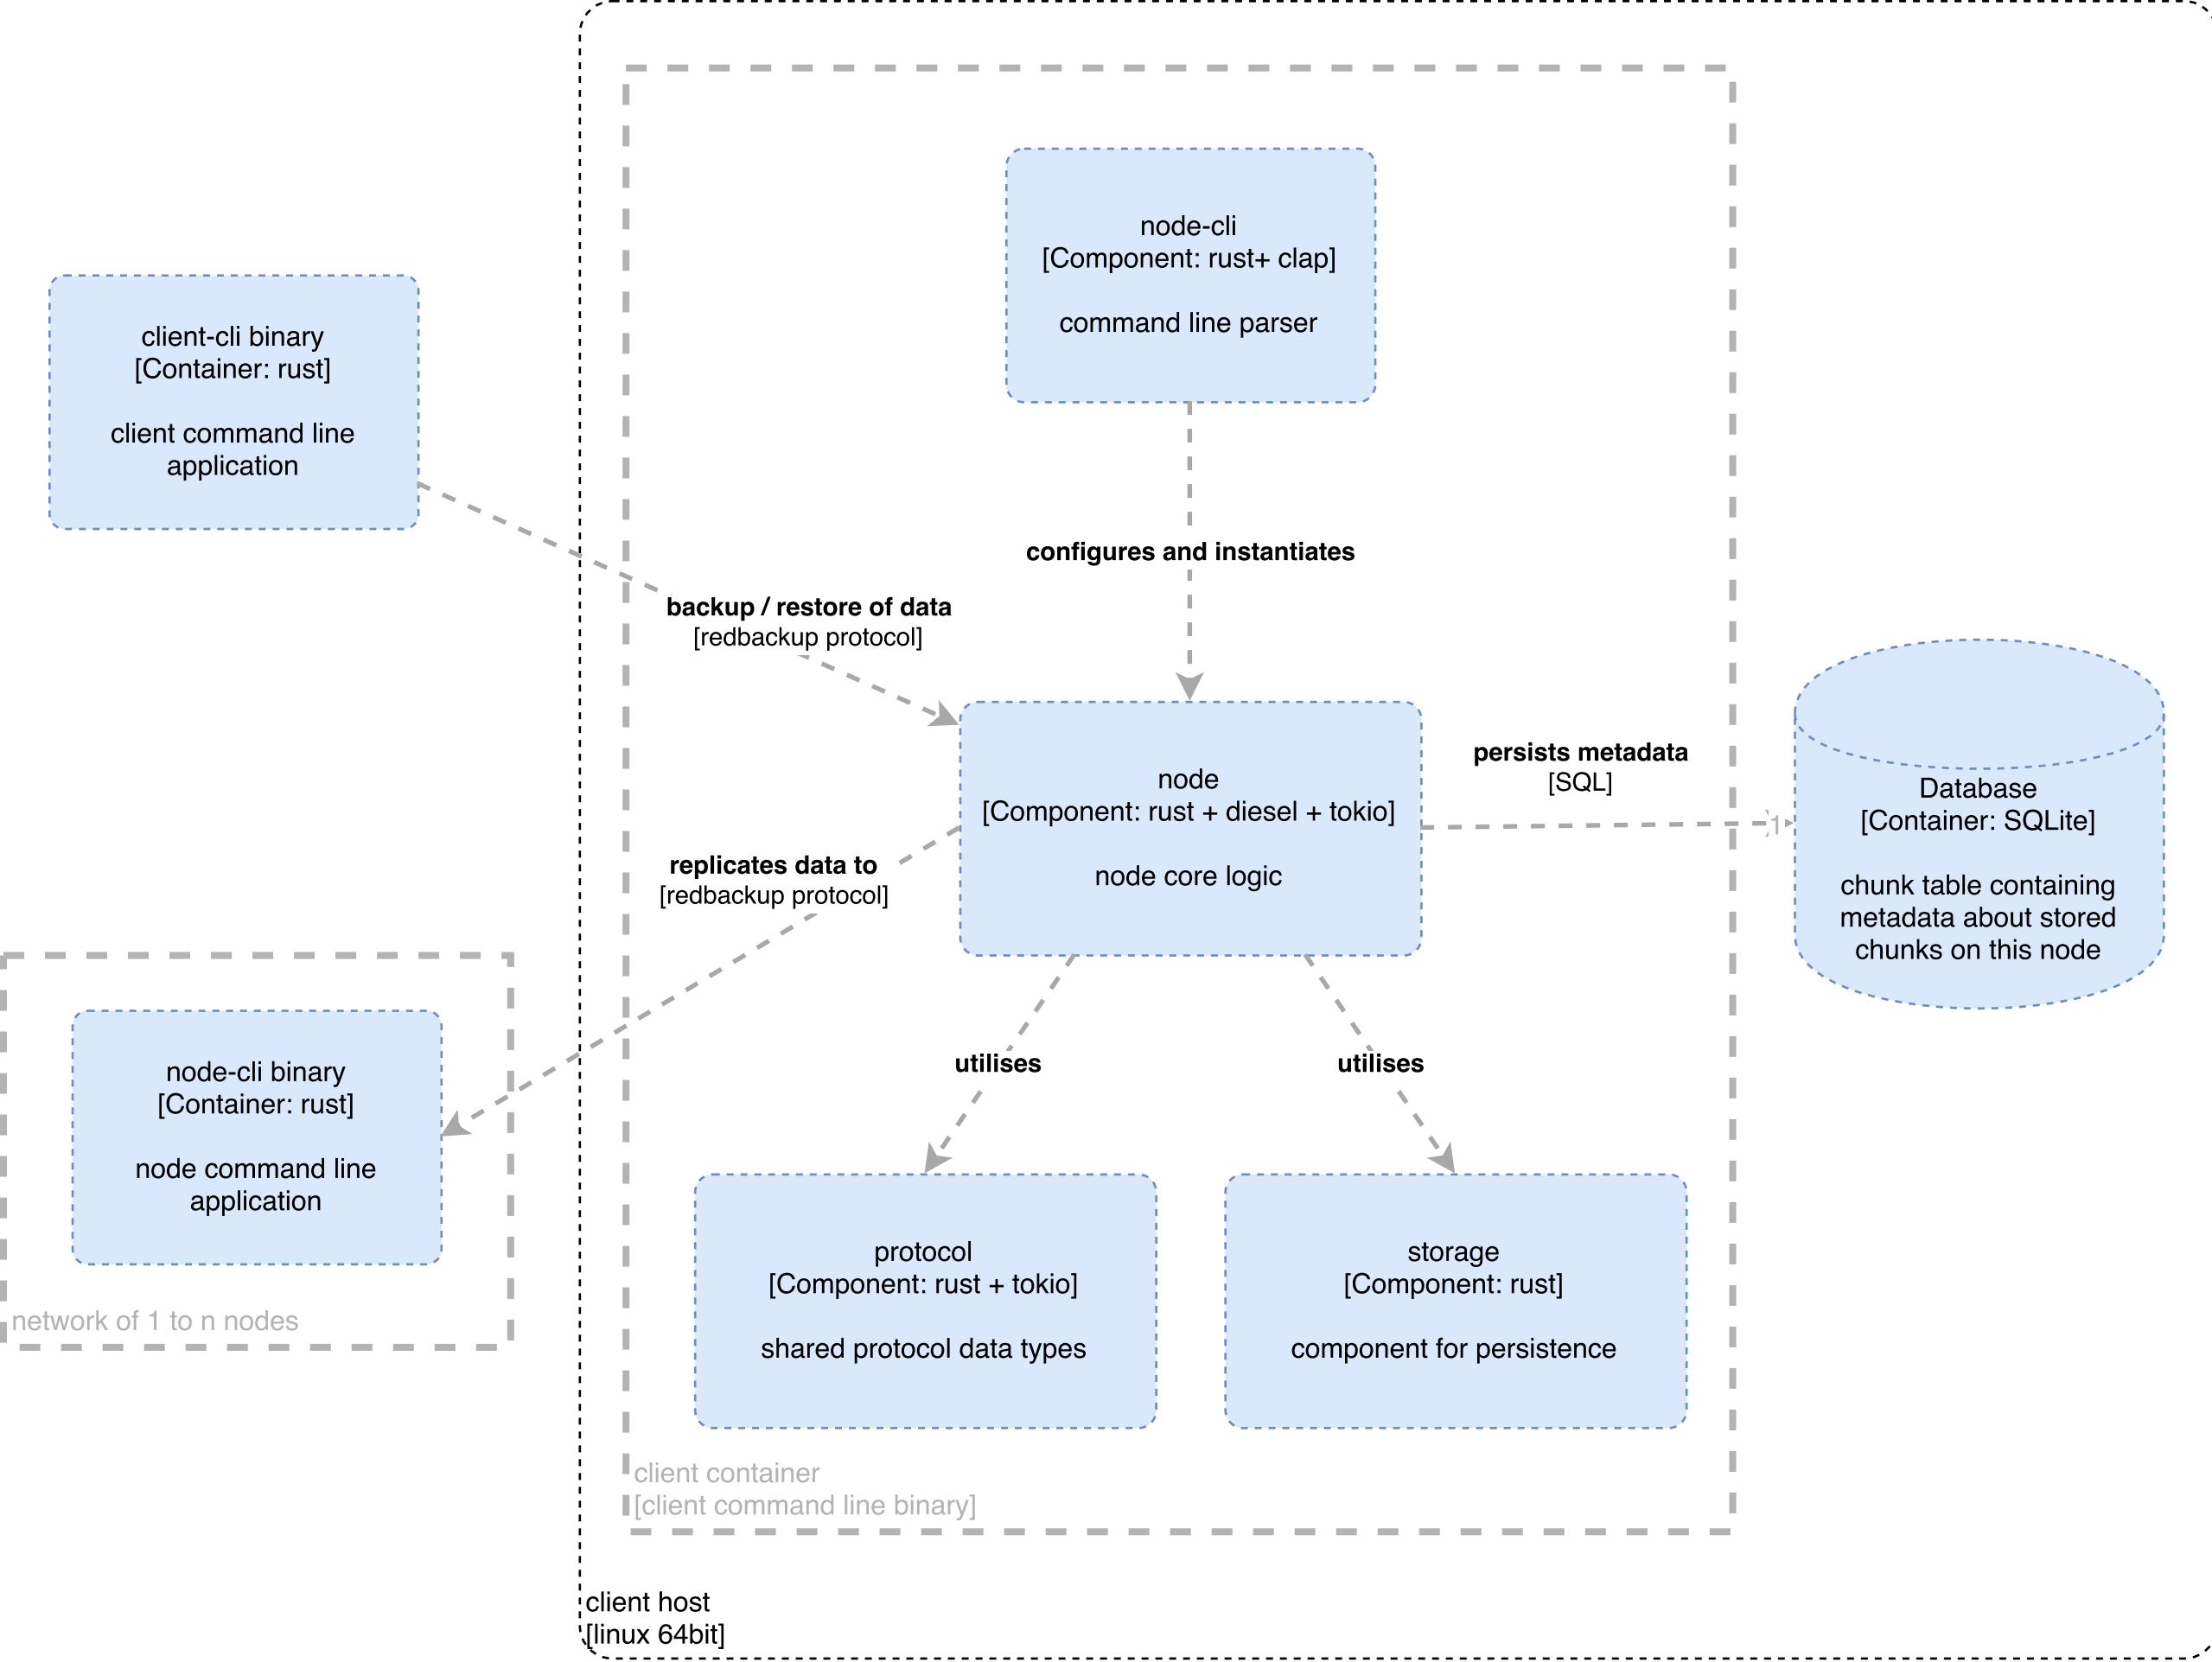 node-cli
[Component: rust+ clap]
command line parser
client-cli binary
[Container: rust]
client command line
application
configures and instantiates
backup / restore of data
[redbackup protocol]
node
[Component: rust + diesel + tokio]
node core logic
persists metadata
[SQL]
1
Database
[Container: SQLite]
chunk table containing
metadata about stored
chunks on this node
replicates data to
[redbackup protocol]
node-cli binary
[Container: rust]
node command line
application
network of 1 to n nodes
utilises
utilises
protocol
[Component: rust + tokio]
shared protocol data types
storage
[Component: rust]
component for persistence
client container
[client command line binary]
client host
[linux 64bit]